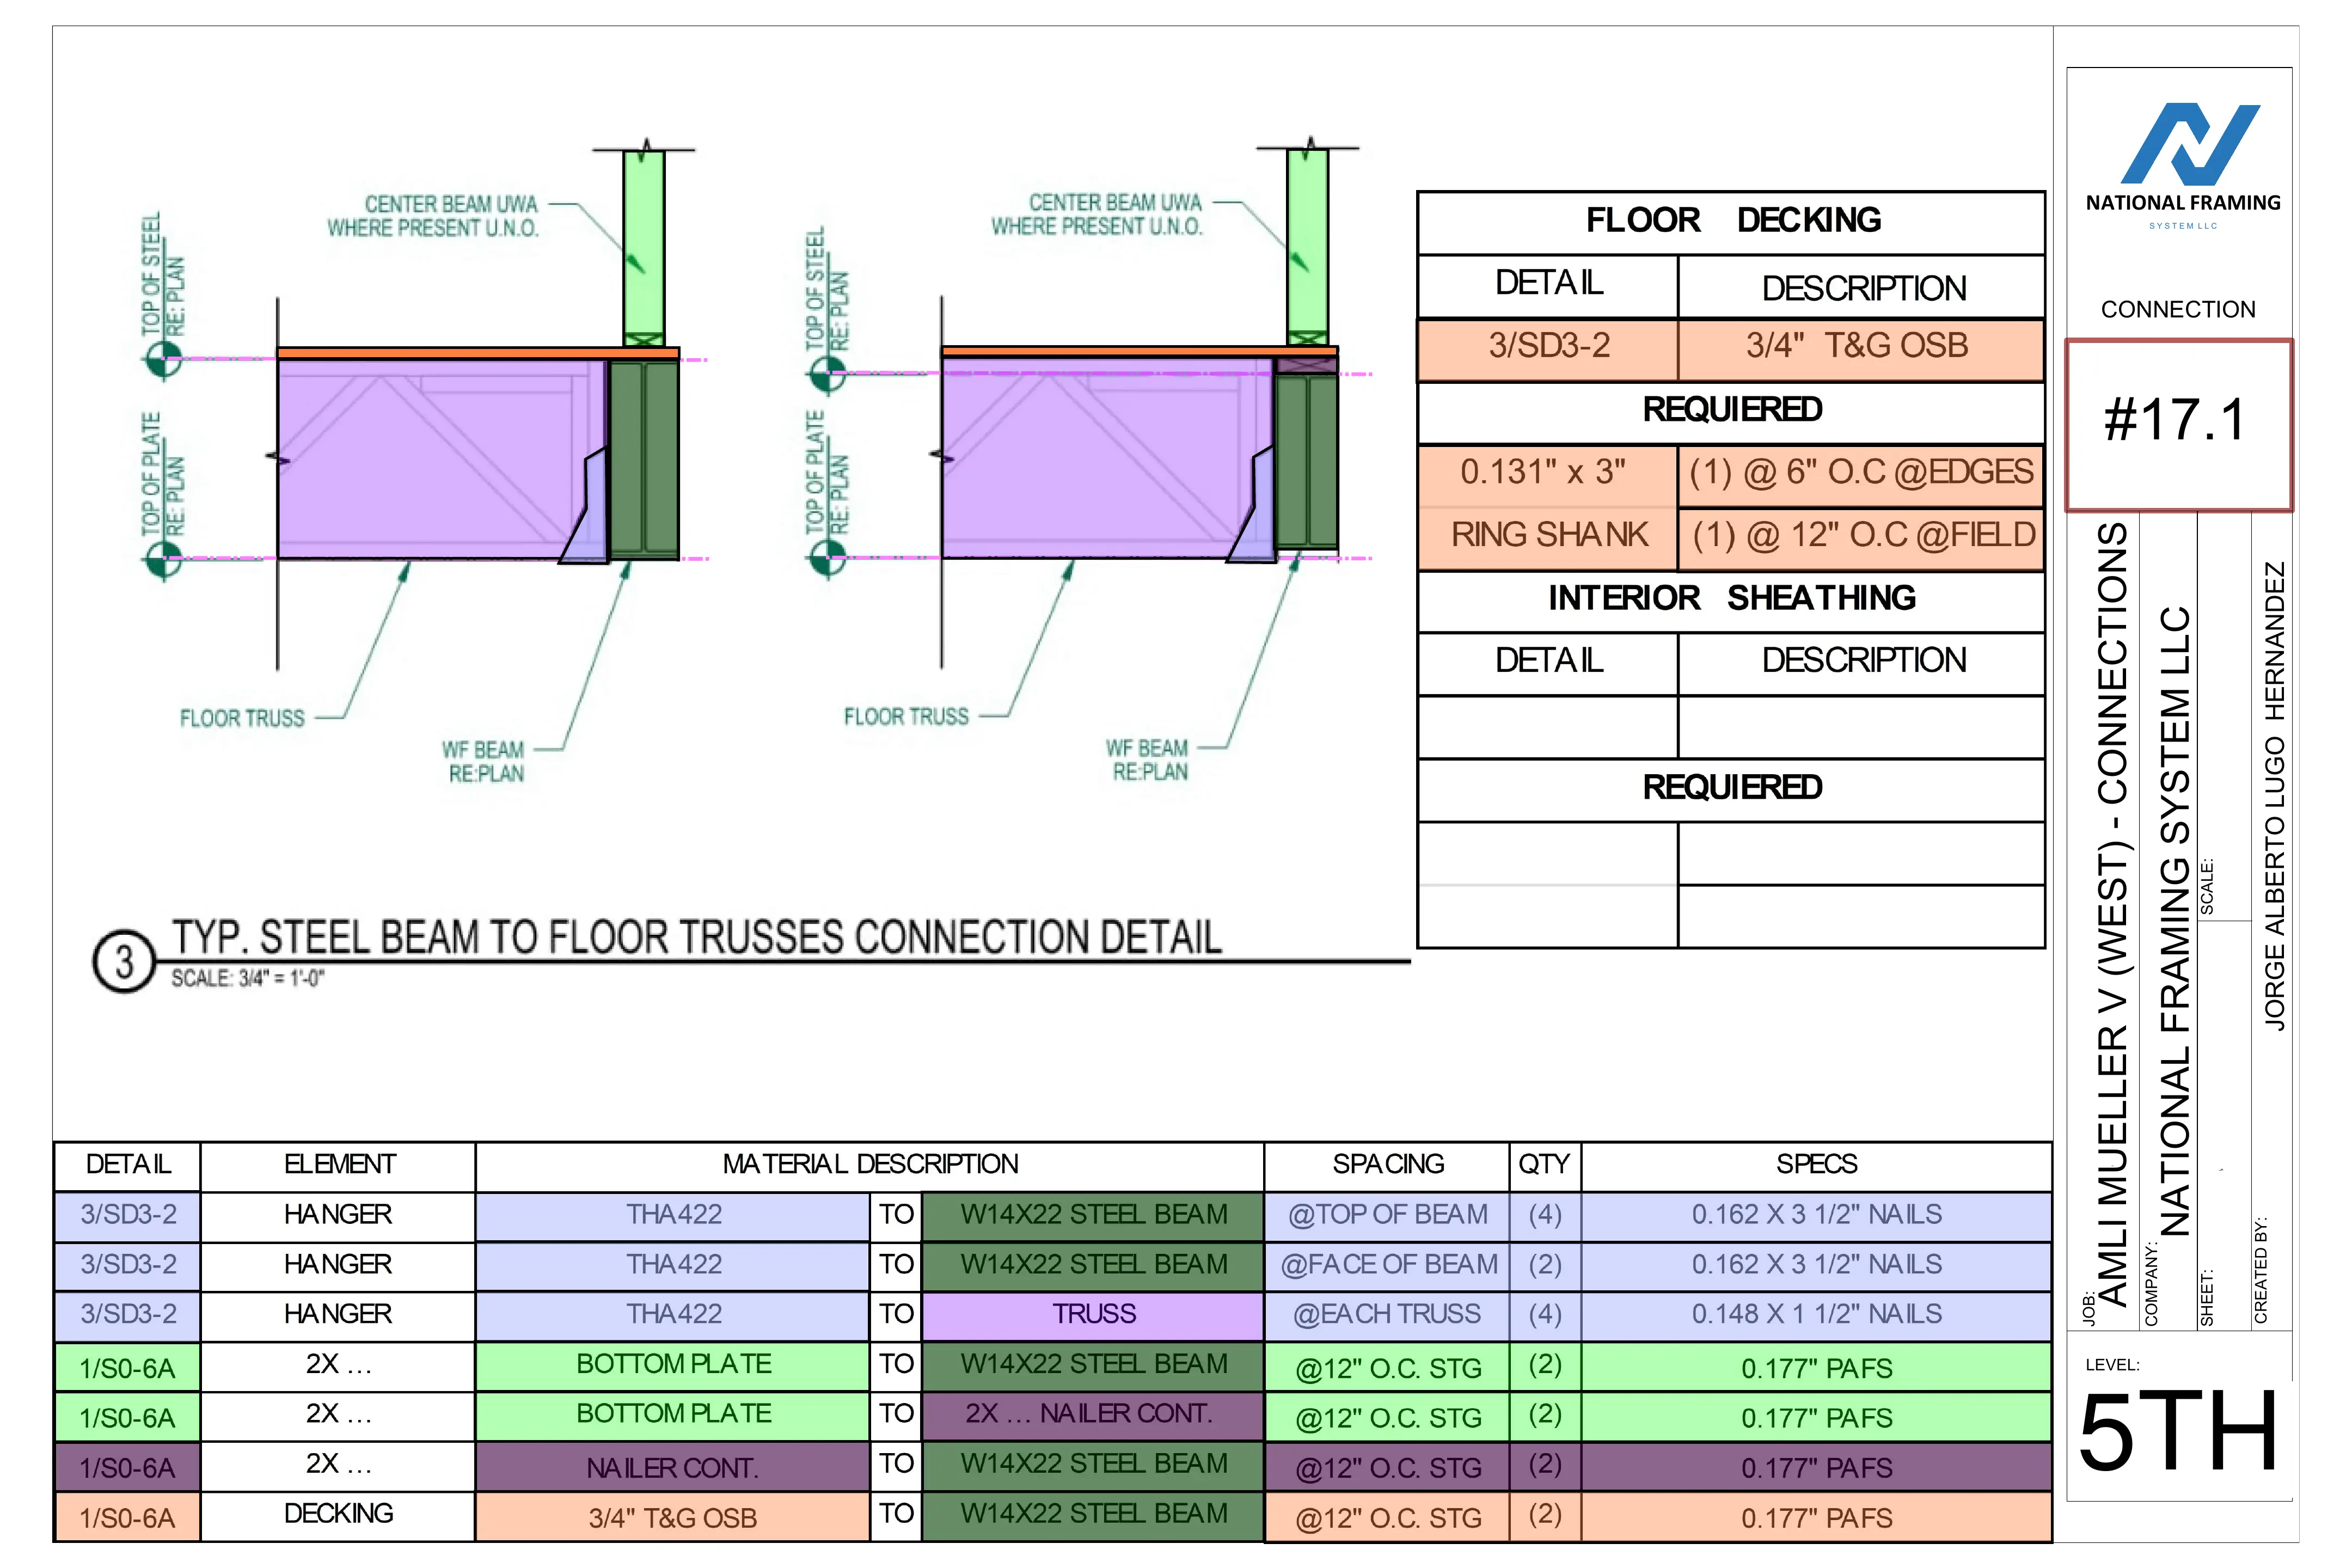 CENTER BEAM UWA
WHERE PRESENT U.N.O.
TOP OF STEEL
RE: PLAN
TOP OF PLATE
RE: PLAN
FLOOR TRUSS
WF BEAM
RE:PLAN
CENTER BEAM UWA
WHERE PRESENT U.N.O.
TOP OF STEEL
RE: PLAN
TOP OF PLATE
RE: PLAN
FLOOR TRUSS
WF BEAM
RE:PLAN
3 TYP. STEEL BEAM TO FLOOR TRUSSES CONNECTION DETAIL
SCALE: 3/4" = 1'-0"
FLOOR DECKING
DETAIL DESCRIPTION
3/SD3-2 3/4" T&G OSB
REQUIERED
0.131" x 3" (1) @ 6" O.C @EDGES
RING SHANK (1) @ 12" O.C @FIELD
INTERIOR SHEATHING
DETAIL DESCRIPTION
REQUIERED
DETAIL ELEMENT MATERIAL DESCRIPTION SPACING QTY SPECS
3/SD3-2 HANGER THA422 TO W14X22 STEEL BEAM @TOP OF BEAM (4) 0.162 X 3 1/2" NAILS
3/SD3-2 HANGER THA422 TO W14X22 STEEL BEAM @FACE OF BEAM (2) 0.162 X 3 1/2" NAILS
3/SD3-2 HANGER THA422 TO TRUSS @EACH TRUSS (4) 0.148 X 1 1/2" NAILS
1/S0-6A 2X ... BOTTOM PLATE TO W14X22 STEEL BEAM @12" O.C. STG (2) 0.177" PAFS
1/S0-6A 2X ... BOTTOM PLATE TO 2X ... NAILER CONT. @12" O.C. STG (2) 0.177" PAFS
1/S0-6A 2X ... NAILER CONT. TO W14X22 STEEL BEAM @12" O.C. STG (2) 0.177" PAFS
1/S0-6A DECKING 3/4" T&G OSB TO W14X22 STEEL BEAM @12" O.C. STG (2) 0.177" PAFS
NATIONAL FRAMING
SYSTEM LLC
CONNECTION
#17.1
JOB: AMLI MUELLER V (WEST) - CONNECTIONS
COMPANY: NATIONAL FRAMING SYSTEM LLC
SHEET:
SCALE:
CREATED BY: JORGE ALBERTO LUGO HERNANDEZ
LEVEL:
5TH